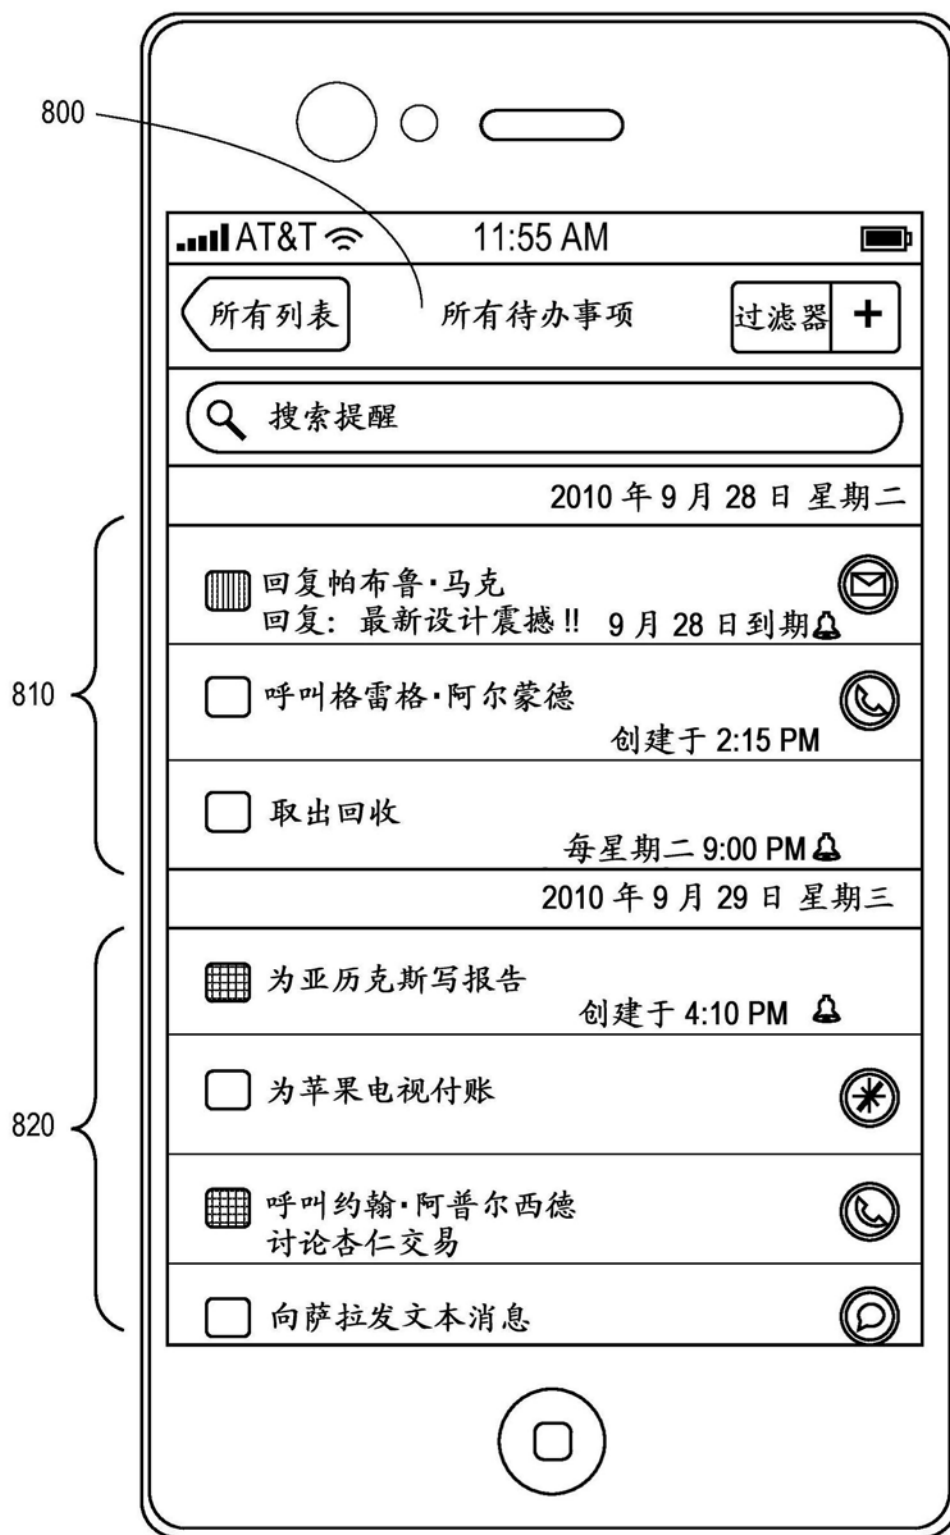 800
AT&T 11:55 AM
所有列表 所有待办事项 过滤器 +
搜索提醒
2010 年 9 月 28 日 星期二
810
回复帕布鲁·马克
回复: 最新设计震撼!! 9 月 28 日到期
呼叫格雷格·阿尔蒙德
创建于 2:15 PM
取出回收
每星期二 9:00 PM
2010 年 9 月 29 日 星期三
820
为亚历克斯写报告
创建于 4:10 PM
为苹果电视付账
呼叫约翰·阿普尔西德
讨论杏仁交易
向萨拉发文本消息